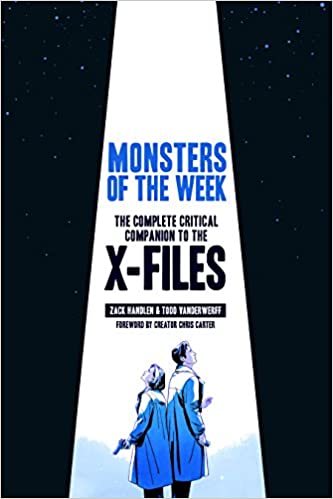 MONSTERS
OF THE WEEK
THE COMPLETE CRITICAL
COMPANION TO THE
X-FILES
ZACK HANDLEN & TODD VANDERWERFF
FOREWORD BY CREATOR CHRIS CARTER